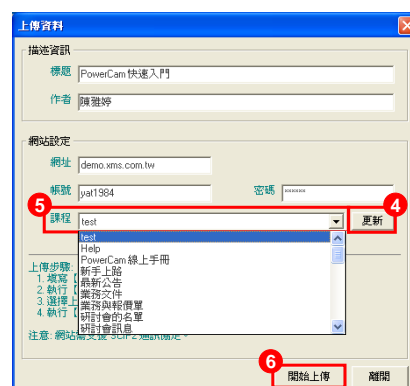 上傳資料
描述資訊
標題 PowerCam 快速入門
作者 陳雅婷
網站設定
網址 demo.xms.com.tw
帳號 yat1984 密碼 ******
5 4
課程 test 更新
test
Help
PowerCam 線上手冊
新手上路
最新公告
業務文件
業務與報價單
研討會的名單
研討會訊息
上傳步驟:
1. 填寫【
2. 執行【
3. 選擇上
4. 執行【
注意: 網站需支援
6
開始上傳 離開